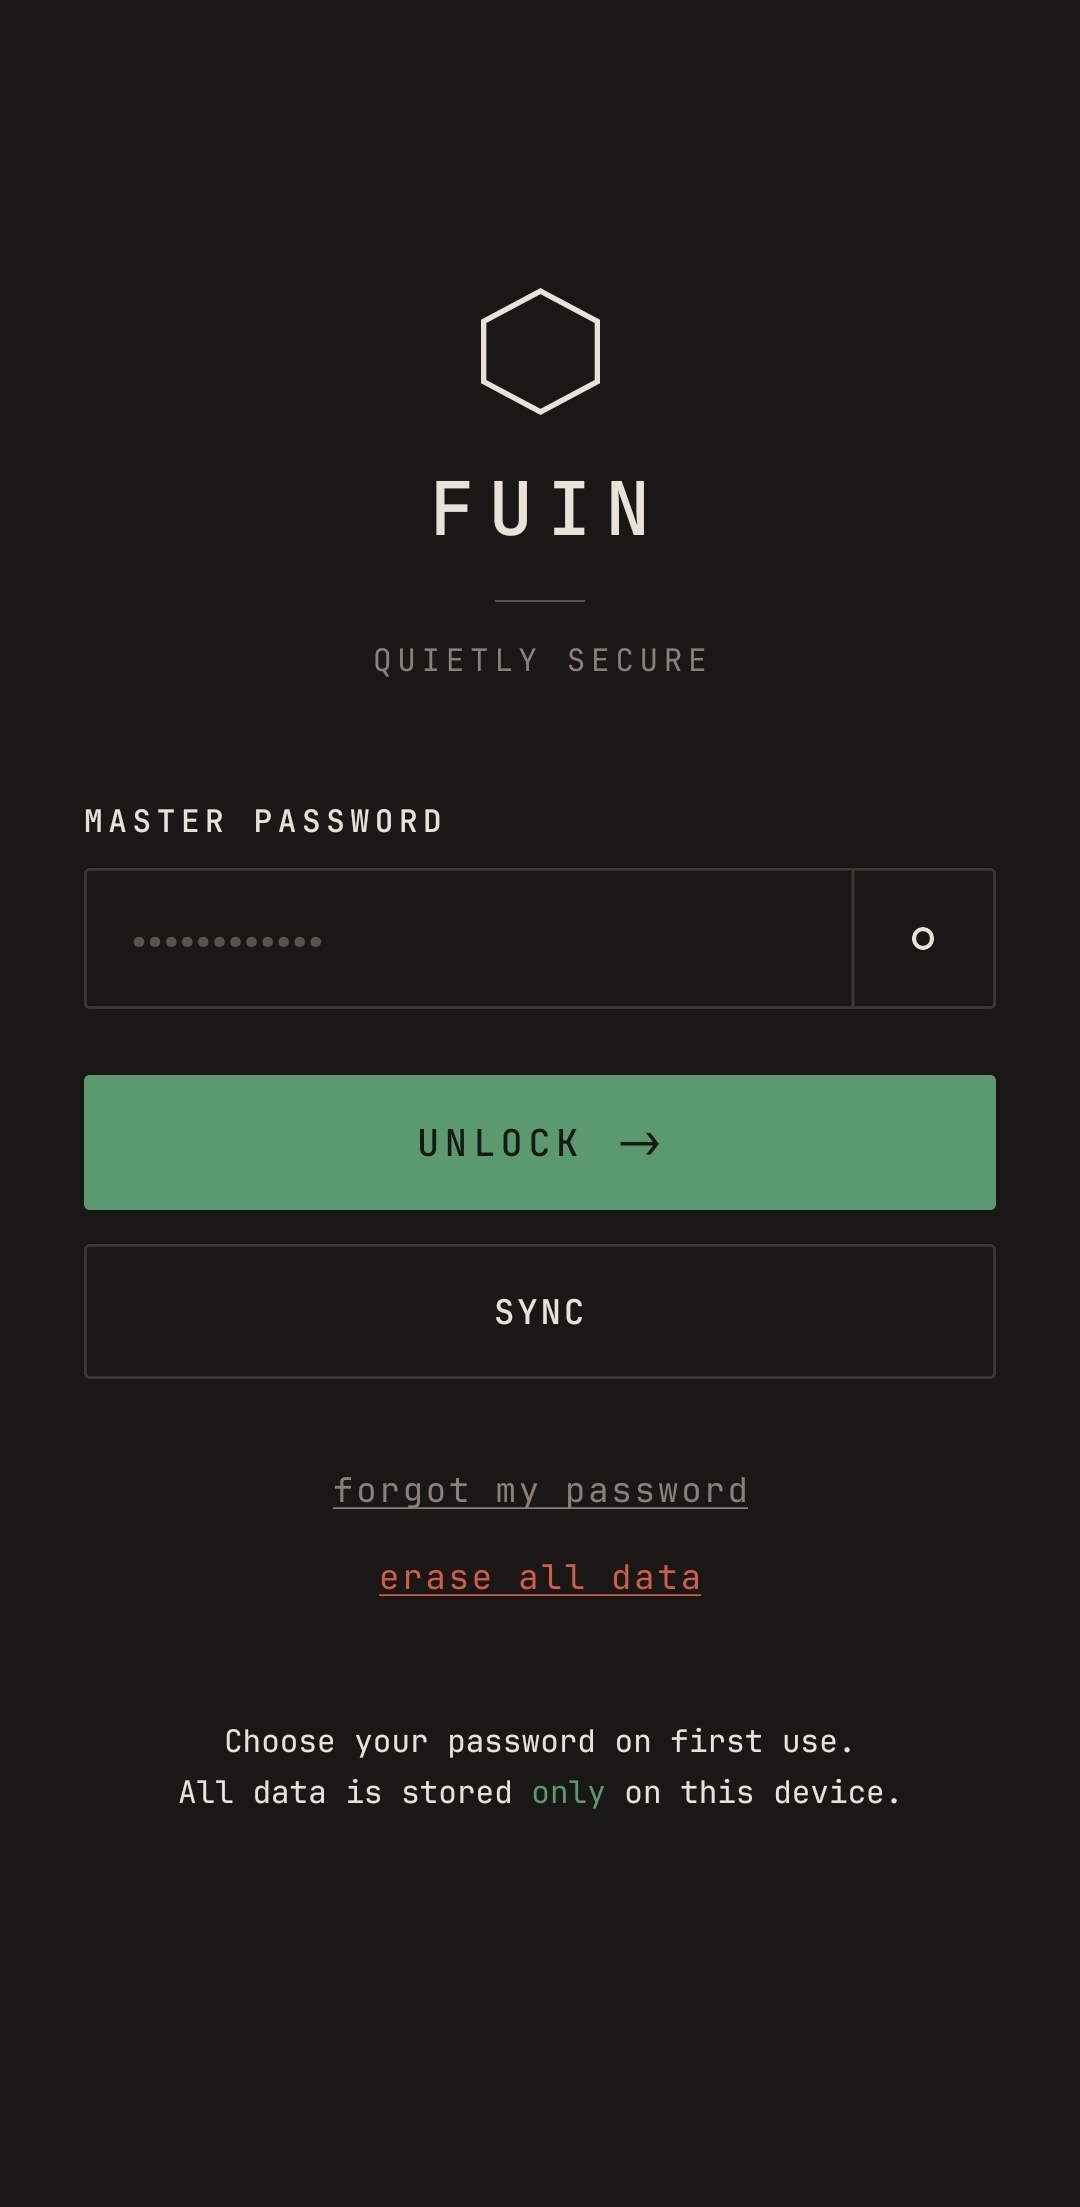 FUIN
QUIETLY SECURE
MASTER PASSWORD
••••••••••••
UNLOCK →
SYNC
forgot my password
erase all data
Choose your password on first use.
All data is stored only on this device.